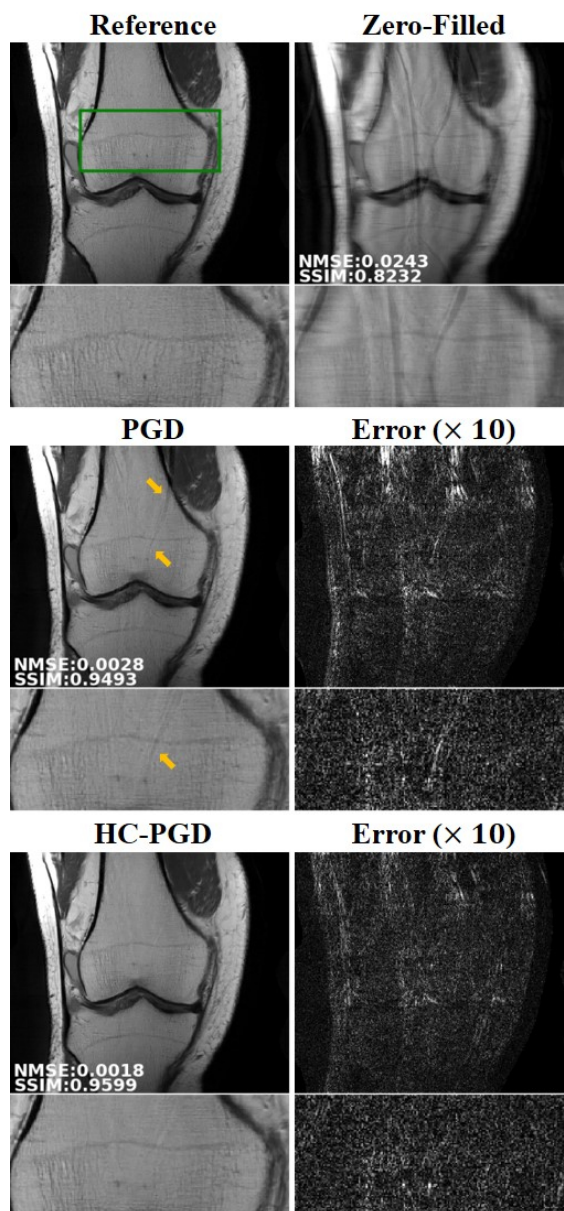 Reference
Zero-Filled
NMSE:0.0243
SSIM:0.8232
PGD
Error (× 10)
NMSE:0.0028
SSIM:0.9493
HC-PGD
Error (× 10)
NMSE:0.0018
SSIM:0.9599